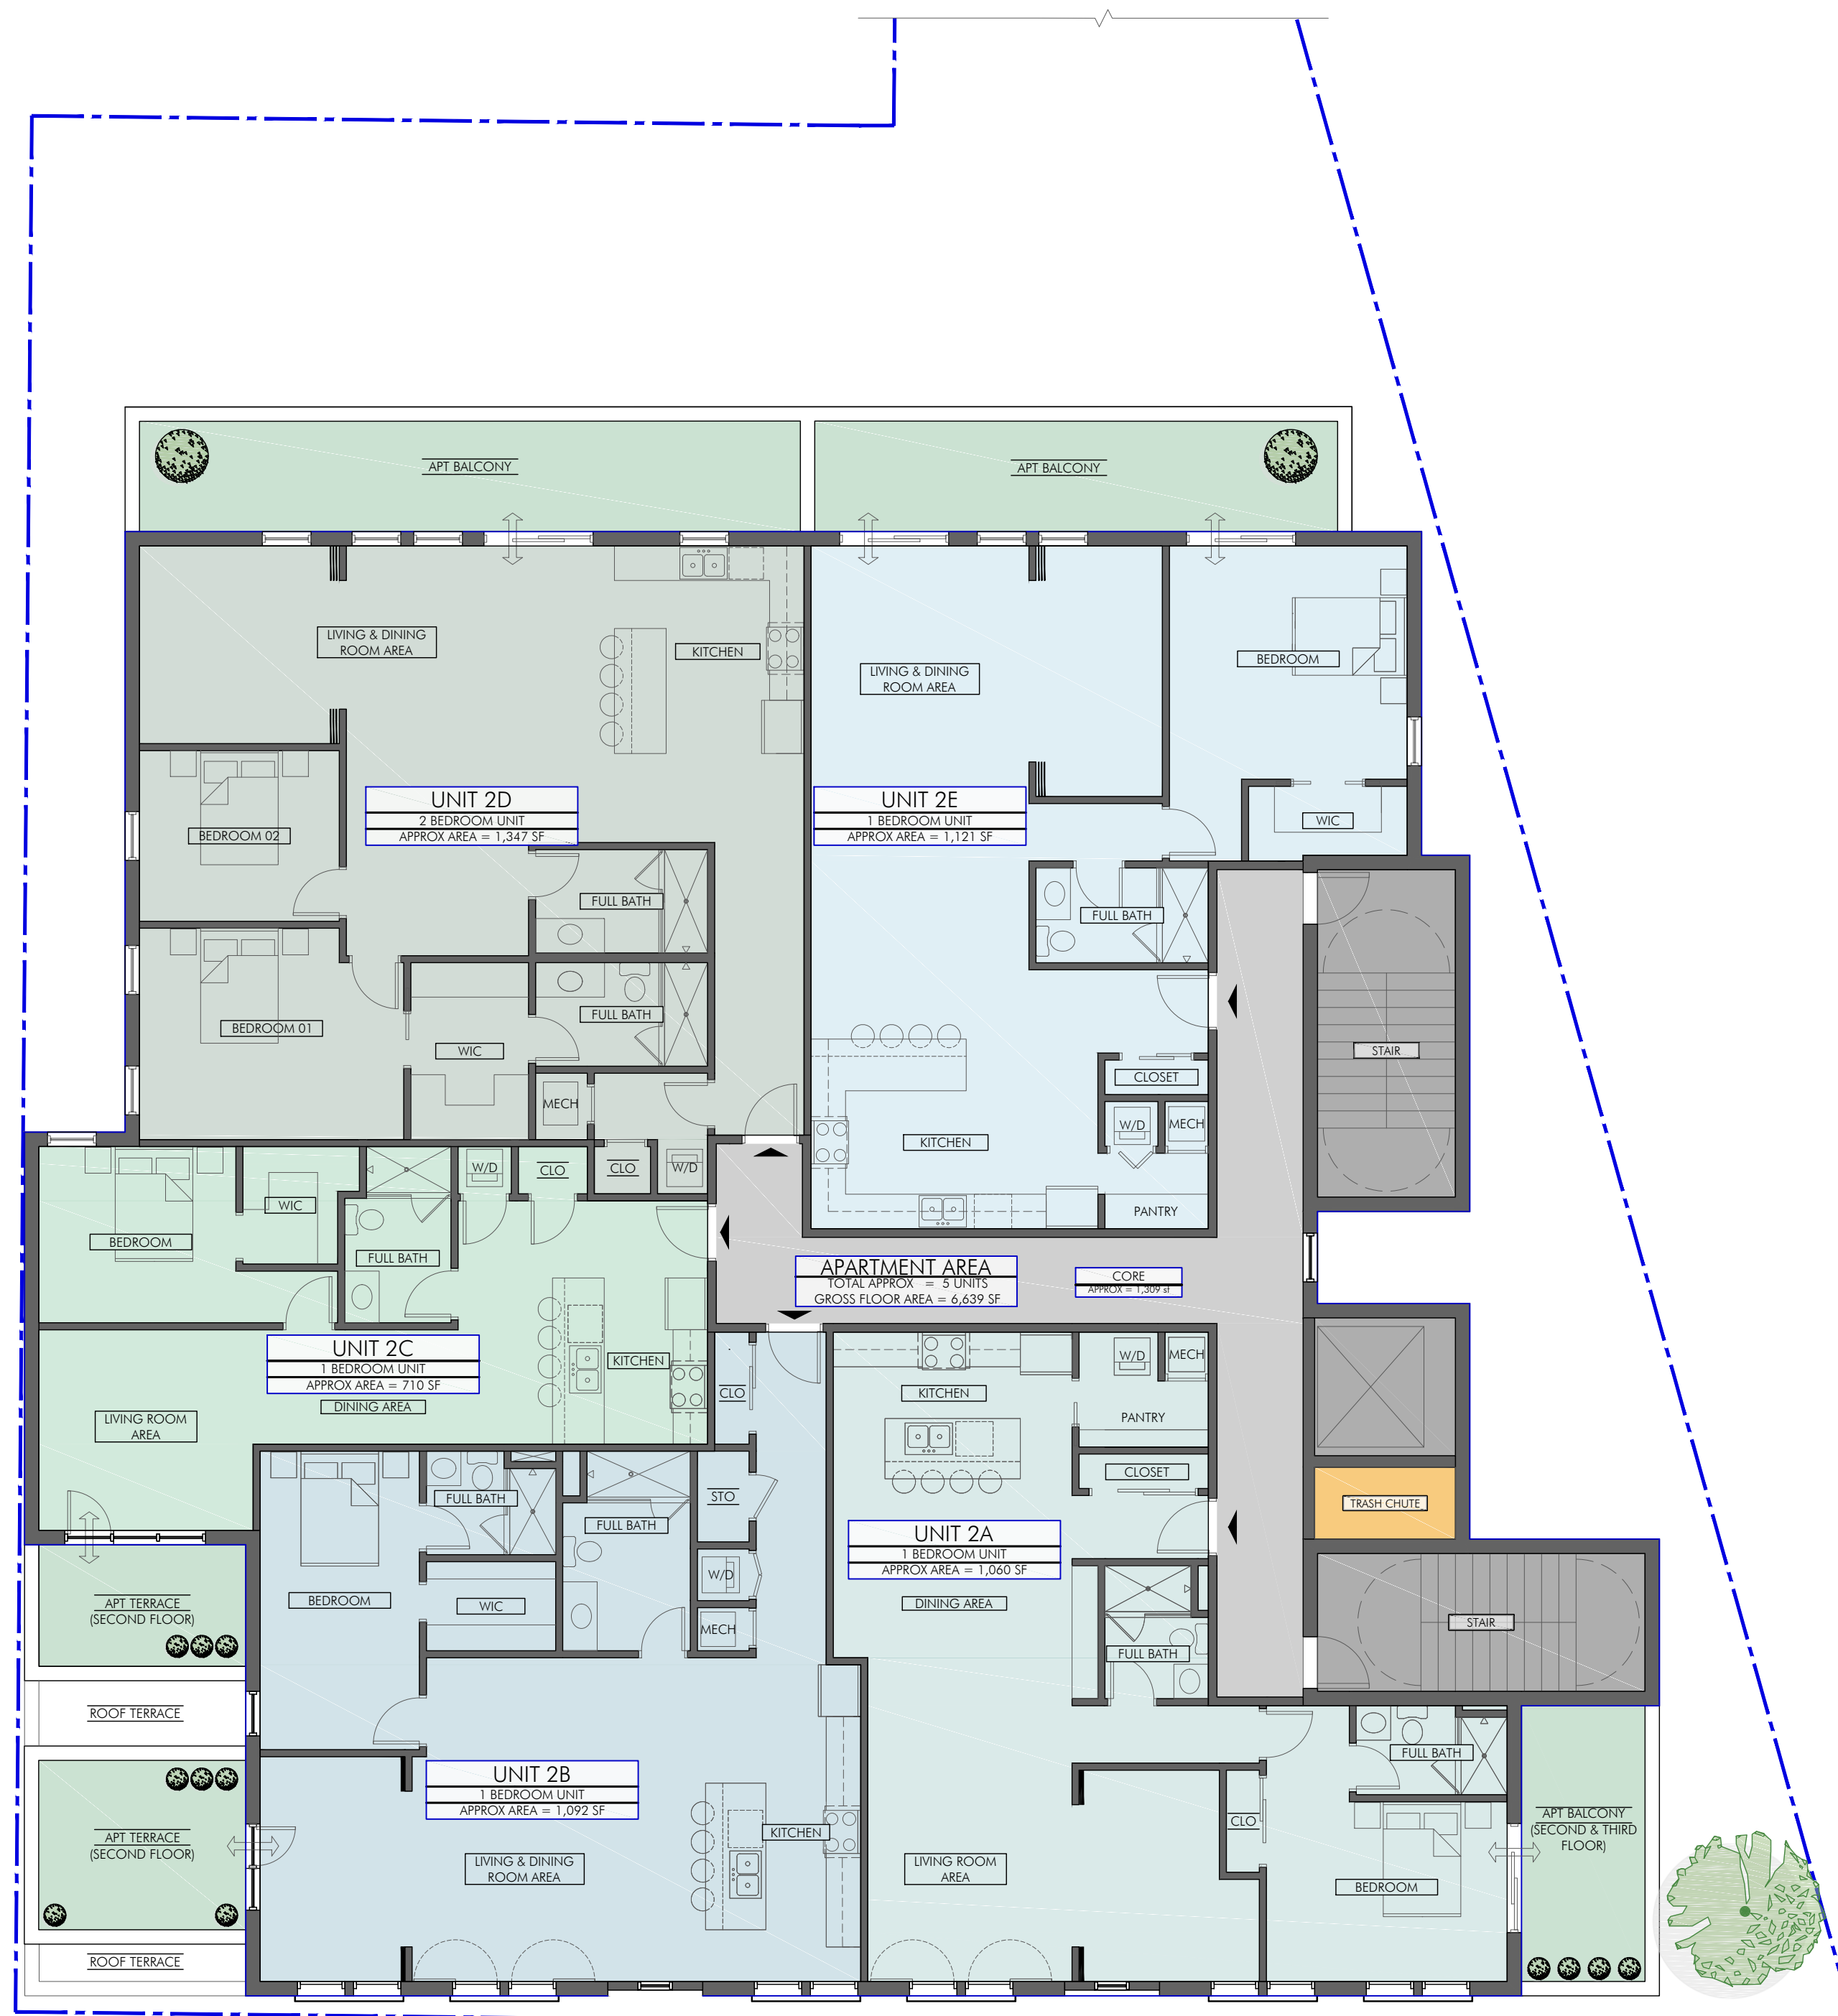 APT BALCONY
APT BALCONY
LIVING & DINING
ROOM AREA
KITCHEN
LIVING & DINING
ROOM AREA
BEDROOM
UNIT 2D
2 BEDROOM UNIT
APPROX AREA = 1,347 SF
UNIT 2E
1 BEDROOM UNIT
APPROX AREA = 1,121 SF
WIC
BEDROOM 02
FULL BATH
FULL BATH
BEDROOM 01
FULL BATH
WIC
STAIR
CLOSET
MECH
W/D
MECH
KITCHEN
PANTRY
W/D
CLO
CLO
W/D
WIC
BEDROOM
FULL BATH
APARTMENT AREA
TOTAL APPROX = 5 UNITS
GROSS FLOOR AREA = 6,639 SF
CORE
APPROX = 1,309 sf
UNIT 2C
1 BEDROOM UNIT
APPROX AREA = 710 SF
KITCHEN
DINING AREA
LIVING ROOM
AREA
CLO
KITCHEN
W/D
MECH
PANTRY
CLOSET
FULL BATH
STO
FULL BATH
TRASH CHUTE
UNIT 2A
1 BEDROOM UNIT
APPROX AREA = 1,060 SF
W/D
BEDROOM
WIC
DINING AREA
APT TERRACE
(SECOND FLOOR)
MECH
STAIR
FULL BATH
ROOF TERRACE
FULL BATH
UNIT 2B
1 BEDROOM UNIT
APPROX AREA = 1,092 SF
KITCHEN
CLO
APT BALCONY
(SECOND & THIRD
FLOOR)
APT TERRACE
(SECOND FLOOR)
LIVING & DINING
ROOM AREA
LIVING ROOM
AREA
BEDROOM
ROOF TERRACE